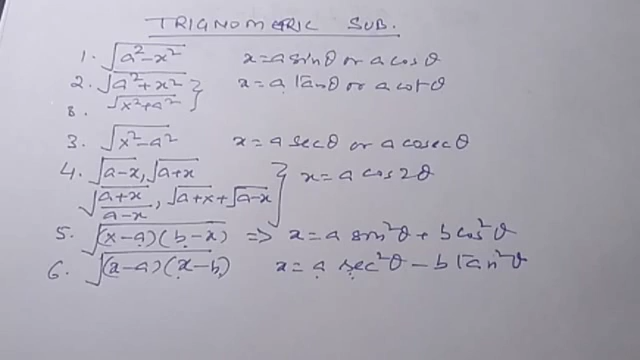 TRIGNOMETRIC SUB.
1. √(a²-x²) x=a sinθ or a cosθ
2. √(a²+x²) } x=a tanθ or a cotθ
8. √(x²+a²)
3. √(x²-a²) x=a secθ or a cosecθ
4. √(a-x), √(a+x) } x=a cos2θ
√((a+x)/(a-x)), √(a+x)+√(a-x)
5. √((x-a)(b-x)) => x=a sin²θ+b cos²θ
6. √((x-a)(x-b)) x=a sec²θ-b tan²θ